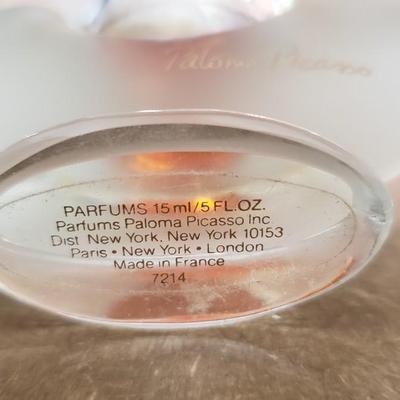 Paloma Picasso
PARFUMS 15 ml/5 FL.OZ.
Parfums Paloma Picasso Inc
Dist New York, New York 10153
Paris • New York • London
Made in France
7214